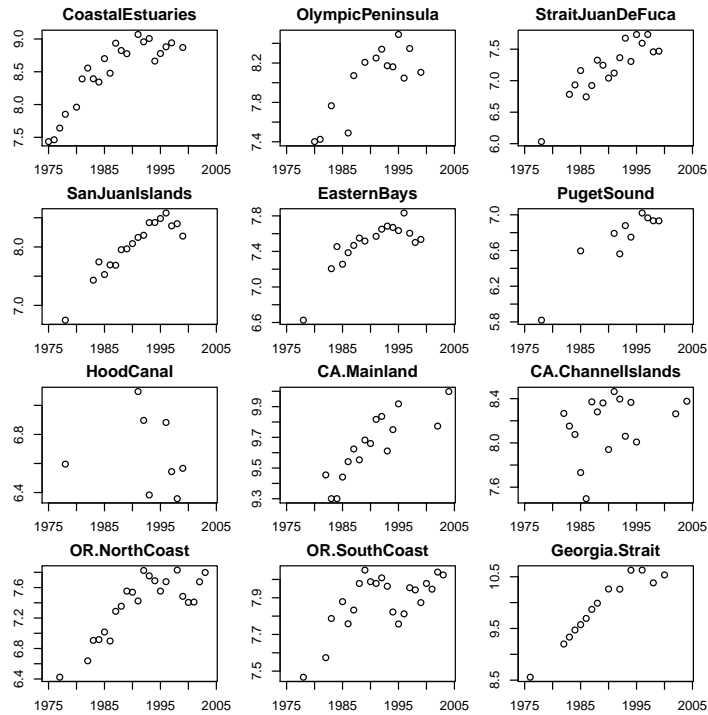 CoastalEstuaries
7.5 8.0 8.5 9.0
1975 1985 1995 2005
OlympicPeninsula
7.4 7.8 8.2
1975 1985 1995 2005
StraitJuanDeFuca
6.0 6.5 7.0 7.5
1975 1985 1995 2005
SanJuanIslands
7.0 8.0
1975 1985 1995 2005
EasternBays
6.6 7.0 7.4 7.8
1975 1985 1995 2005
PugetSound
5.8 6.2 6.6 7.0
1975 1985 1995 2005
HoodCanal
6.4 6.8
1975 1985 1995 2005
CA.Mainland
9.3 9.5 9.7 9.9
1975 1985 1995 2005
CA.ChannelIslands
7.6 8.0 8.4
1975 1985 1995 2005
OR.NorthCoast
6.4 6.8 7.2 7.6
1975 1985 1995 2005
OR.SouthCoast
7.5 7.7 7.9
1975 1985 1995 2005
Georgia.Strait
8.5 9.5 10.5
1975 1985 1995 2005